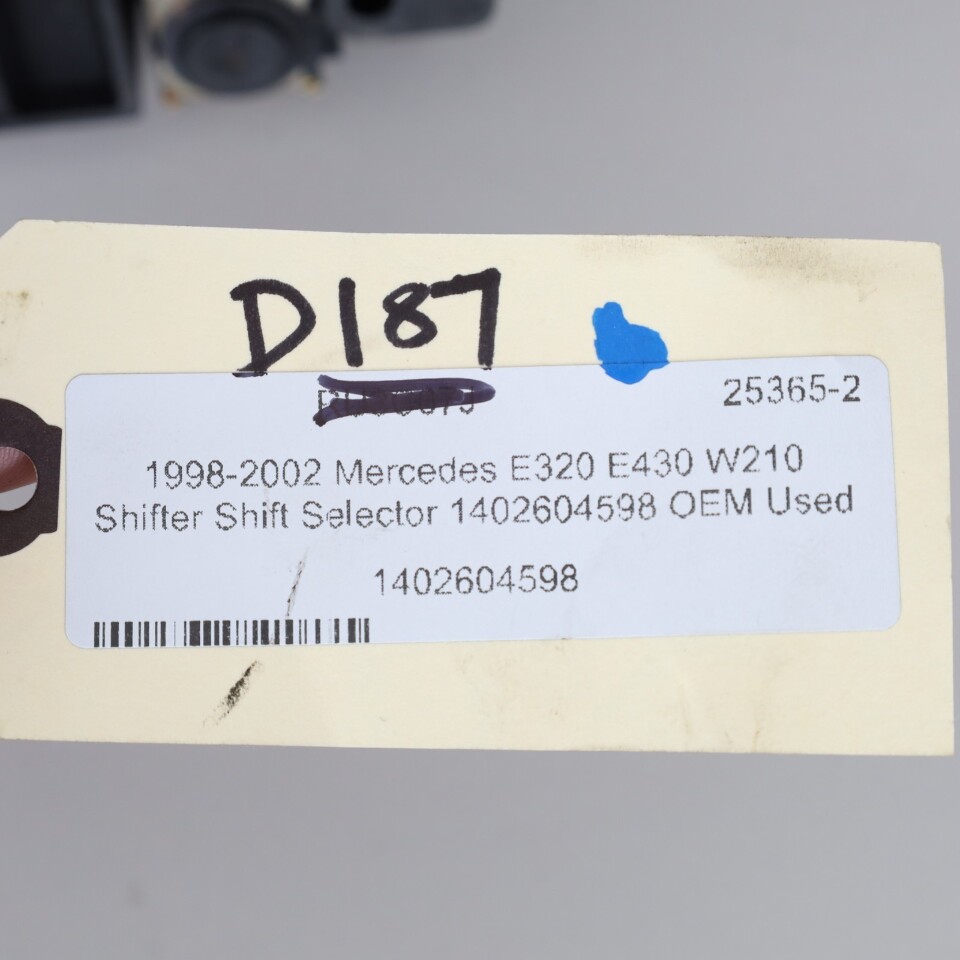 D187
25365-2
1998-2002 Mercedes E320 E430 W210
Shifter Shift Selector 1402604598 OEM Used
1402604598